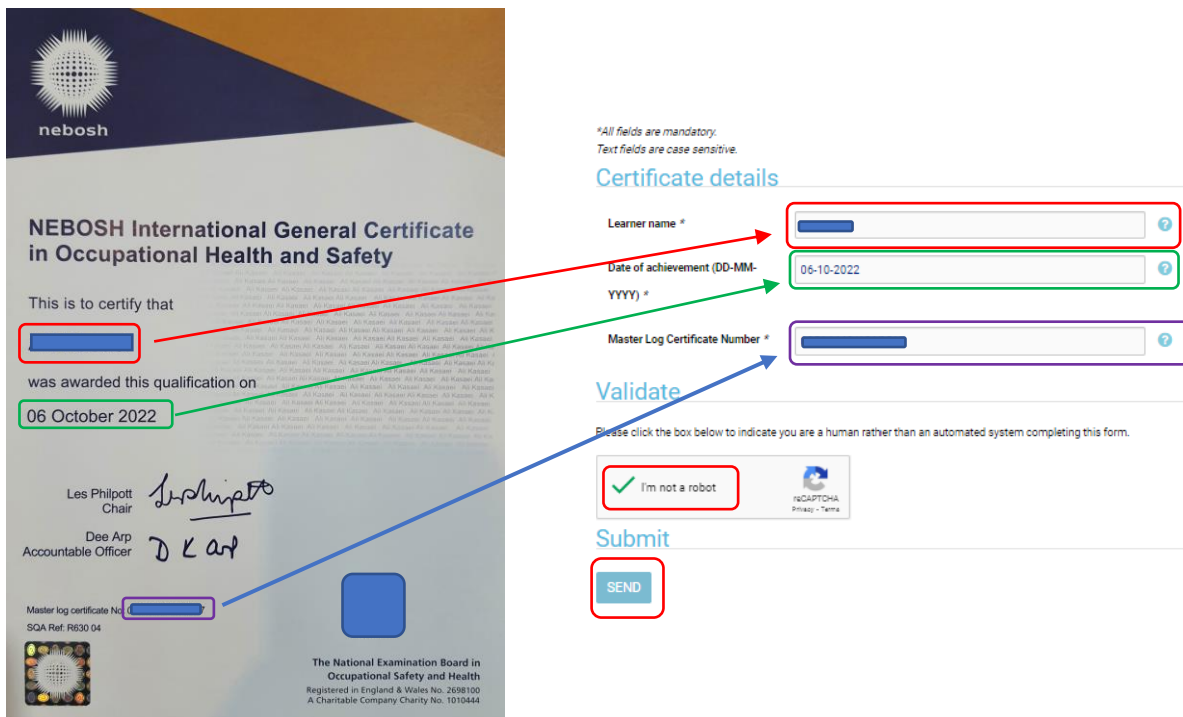 nebosh
NEBOSH International General Certificate
in Occupational Health and Safety
This is to certify that
was awarded this qualification on
06 October 2022
Les Philpott
Chair
Dee Arp
Accountable Officer
D K Arp
Master log certificate No:
SQA Ref: R630 04
The National Examination Board in
Occupational Safety and Health
Registered in England & Wales No. 2698100
A Charitable Company Charity No. 1010444
*All fields are mandatory.
Text fields are case sensitive.
Certificate details
Learner name *
Date of achievement (DD-MM-
YYYY) *
06-10-2022
Master Log Certificate Number *
Validate
Please click the box below to indicate you are a human rather than an automated system completing this form.
I'm not a robot
reCAPTCHA
Privacy - Terms
Submit
SEND